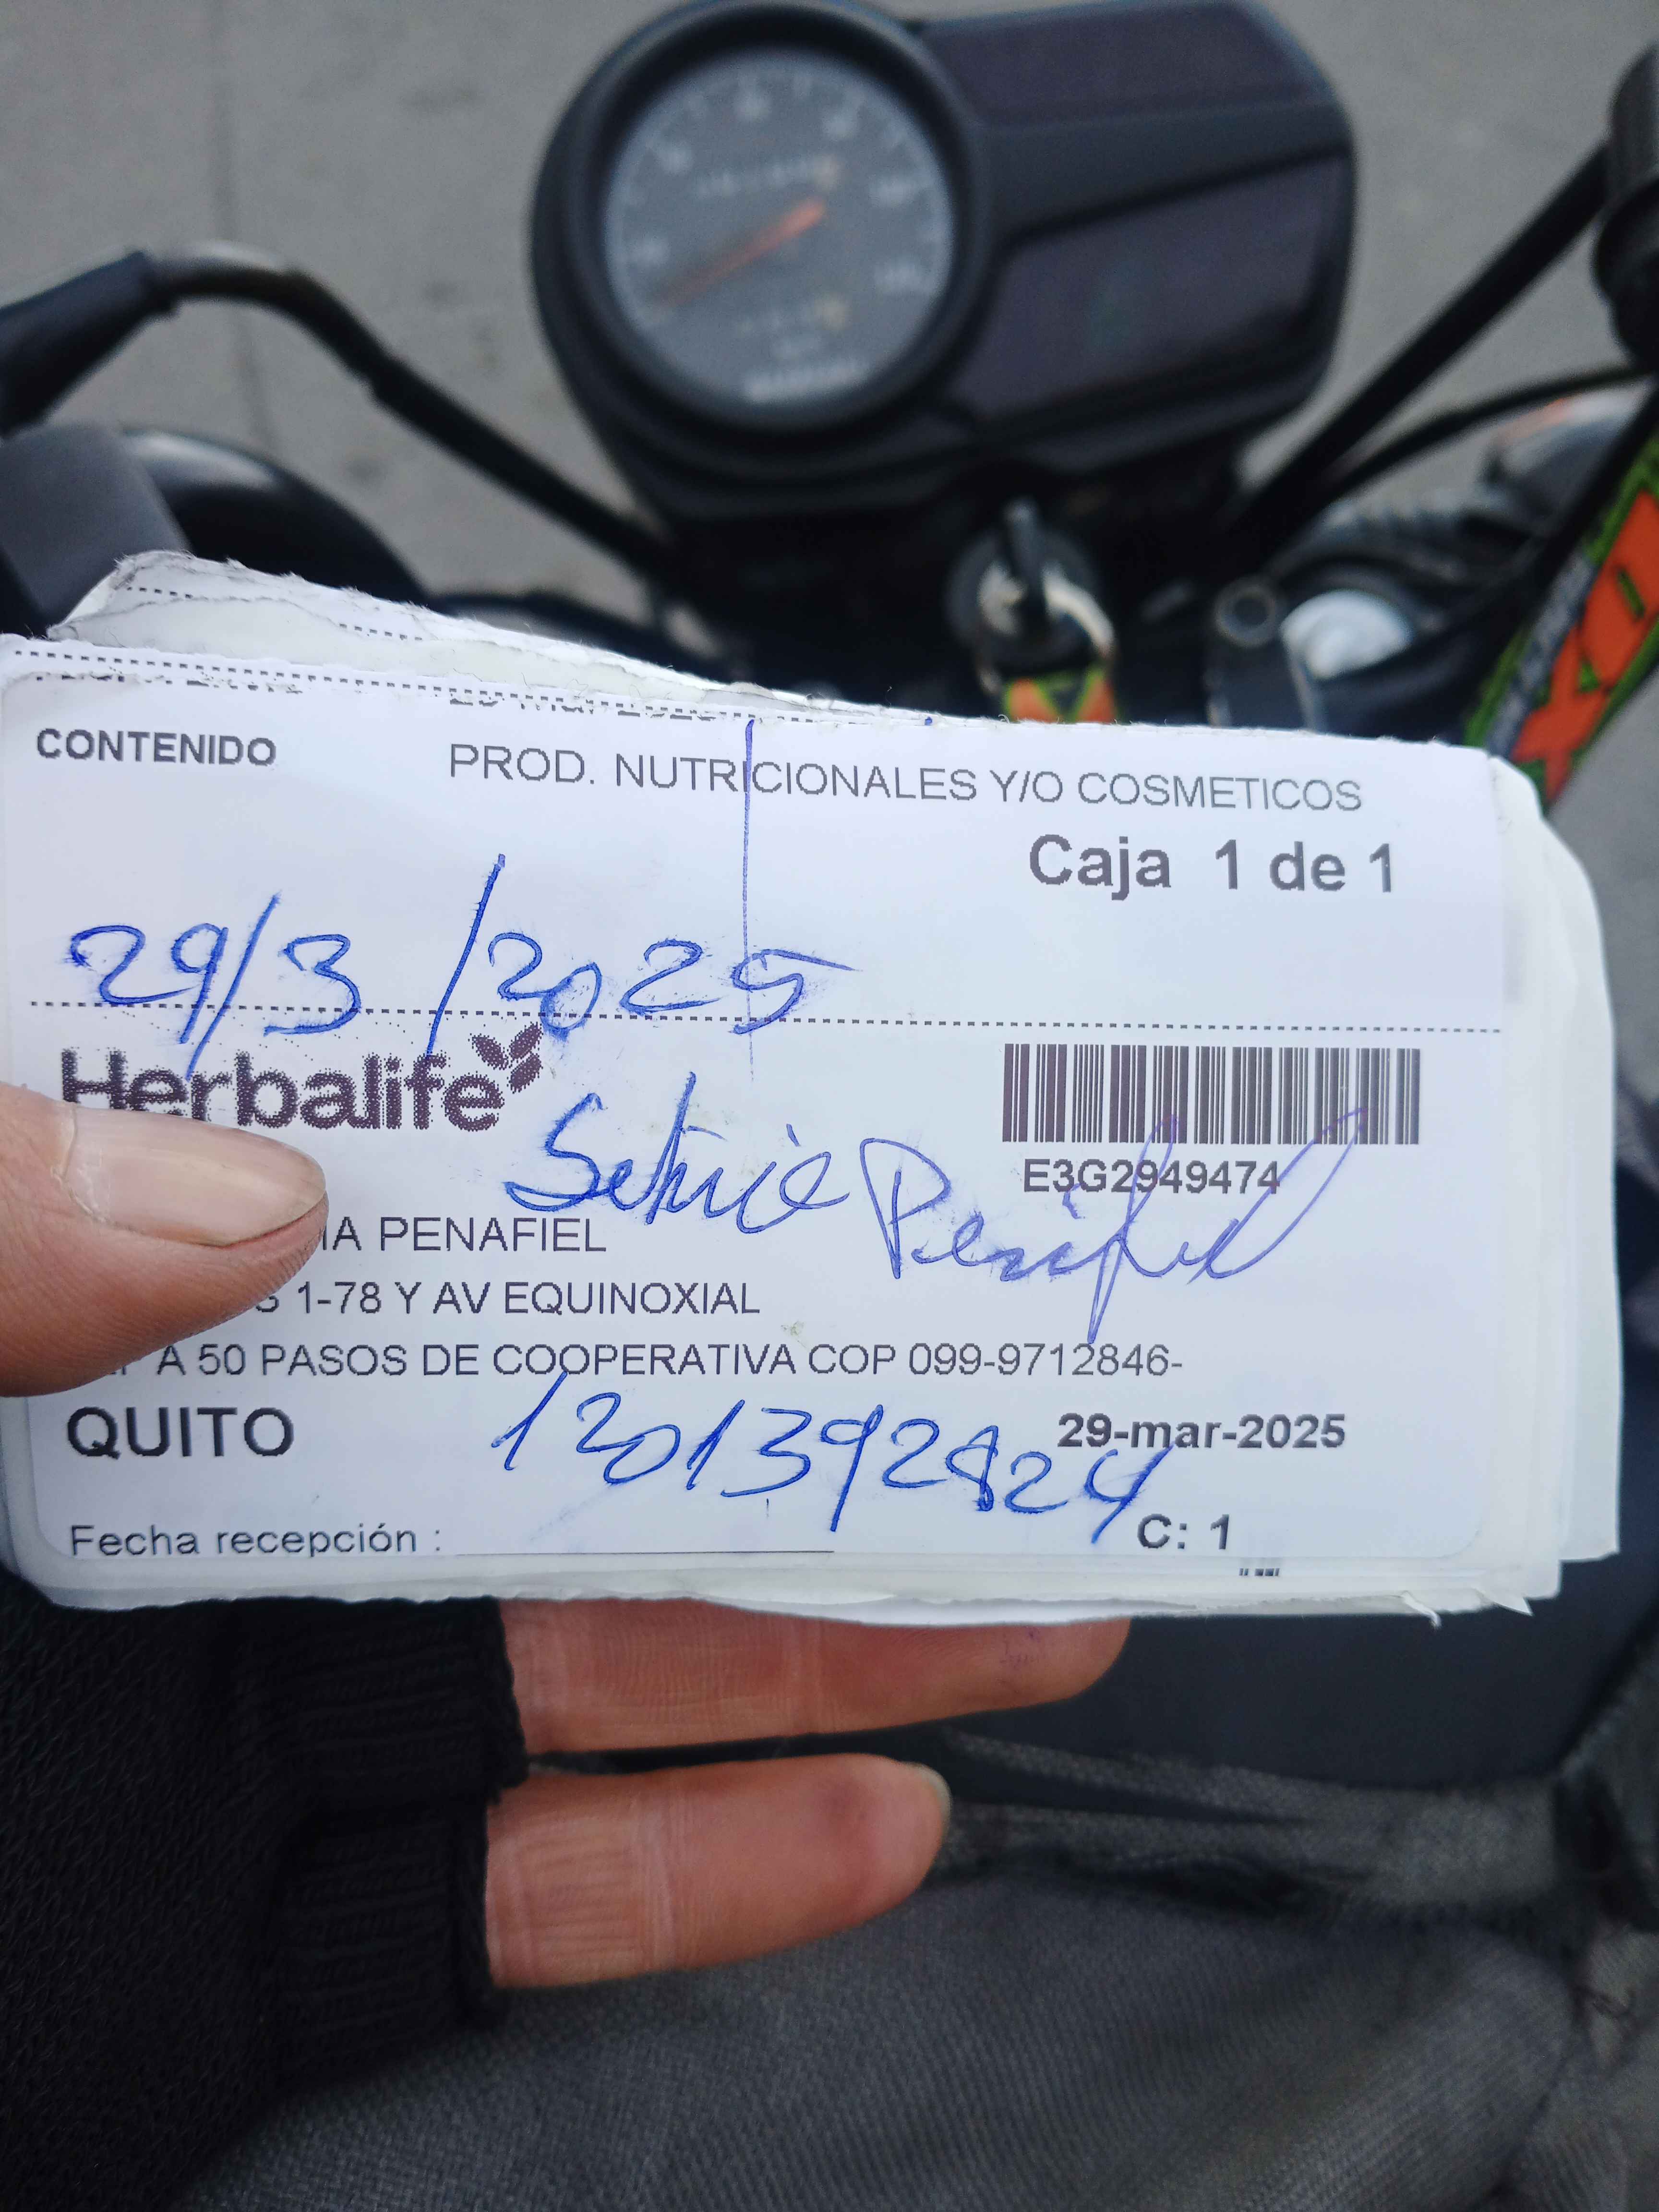 CONTENIDO PROD. NUTRICIONALES Y/O COSMETICOS
Caja 1 de 1
29/3/2025
Herbalife
E3G2949474
PENAFIEL
1-78 Y AV EQUINOXIAL
A 50 PASOS DE COOPERATIVA COP 099-9712846-
QUITO 29-mar-2025
1201392824
Fecha recepción : C: 1